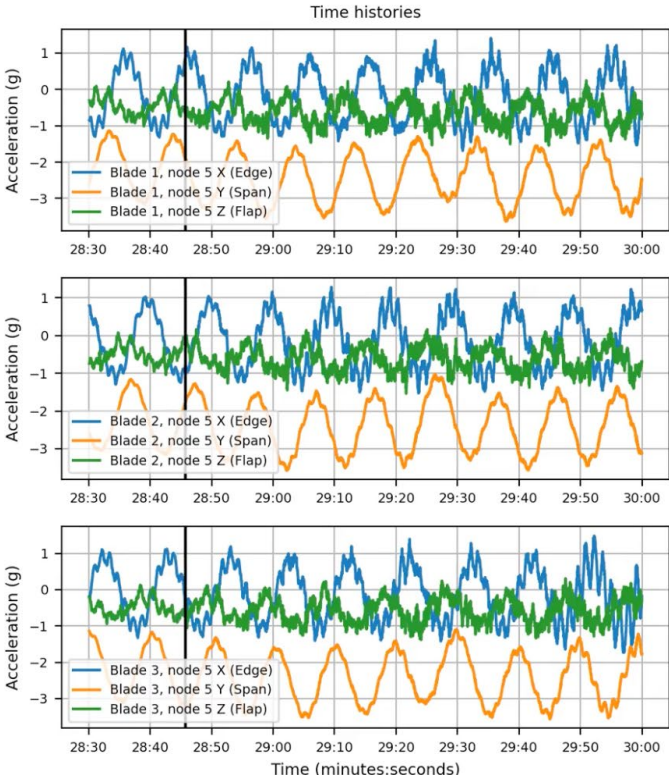 Time histories
Acceleration (g)
1
0
−1
−2
−3
Blade 1, node 5 X (Edge)
Blade 1, node 5 Y (Span)
Blade 1, node 5 Z (Flap)
28:30 28:40 28:50 29:00 29:10 29:20 29:30 29:40 29:50 30:00
Acceleration (g)
1
0
−1
−2
−3
Blade 2, node 5 X (Edge)
Blade 2, node 5 Y (Span)
Blade 2, node 5 Z (Flap)
28:30 28:40 28:50 29:00 29:10 29:20 29:30 29:40 29:50 30:00
Acceleration (g)
1
0
−1
−2
−3
Blade 3, node 5 X (Edge)
Blade 3, node 5 Y (Span)
Blade 3, node 5 Z (Flap)
28:30 28:40 28:50 29:00 29:10 29:20 29:30 29:40 29:50 30:00
Time (minutes:seconds)